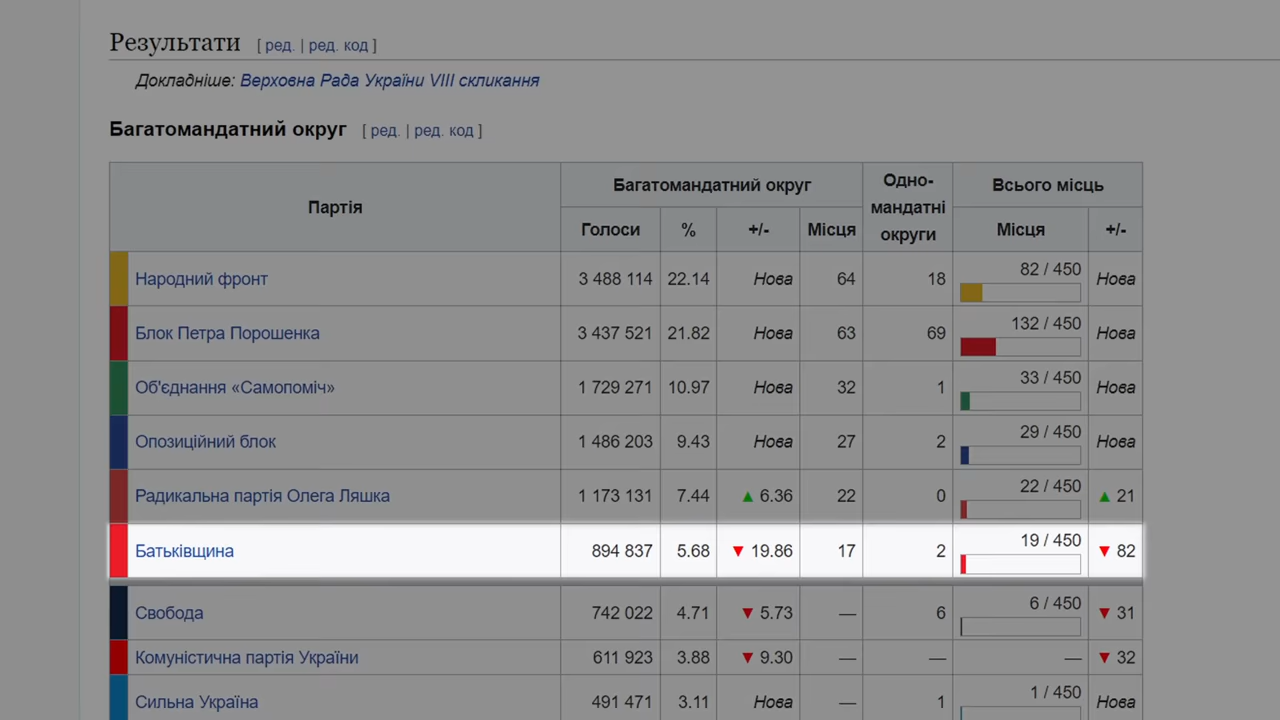 Результати [ ред. | ред. код ]
Докладніше: Верховна Рада України VIII скликання
Багатомандатний округ [ ред. | ред. код ]
Партія Багатомандатний округ Одно-мандатні округи Всього місць
Голоси % +/- Місця Місця +/-
Народний фронт 3 488 114 22.14 Нова 64 18 82 / 450 Нова
Блок Петра Порошенка 3 437 521 21.82 Нова 63 69 132 / 450 Нова
Об'єднання «Самопоміч» 1 729 271 10.97 Нова 32 1 33 / 450 Нова
Опозиційний блок 1 486 203 9.43 Нова 27 2 29 / 450 Нова
Радикальна партія Олега Ляшка 1 173 131 7.44 ▲ 6.36 22 0 22 / 450 ▲ 21
Батьківщина 894 837 5.68 ▼ 19.86 17 2 19 / 450 ▼ 82
Свобода 742 022 4.71 ▼ 5.73 — 6 6 / 450 ▼ 31
Комуністична партія України 611 923 3.88 ▼ 9.30 — — — ▼ 32
Сильна Україна 491 471 3.11 Нова — 1 1 / 450 Нова